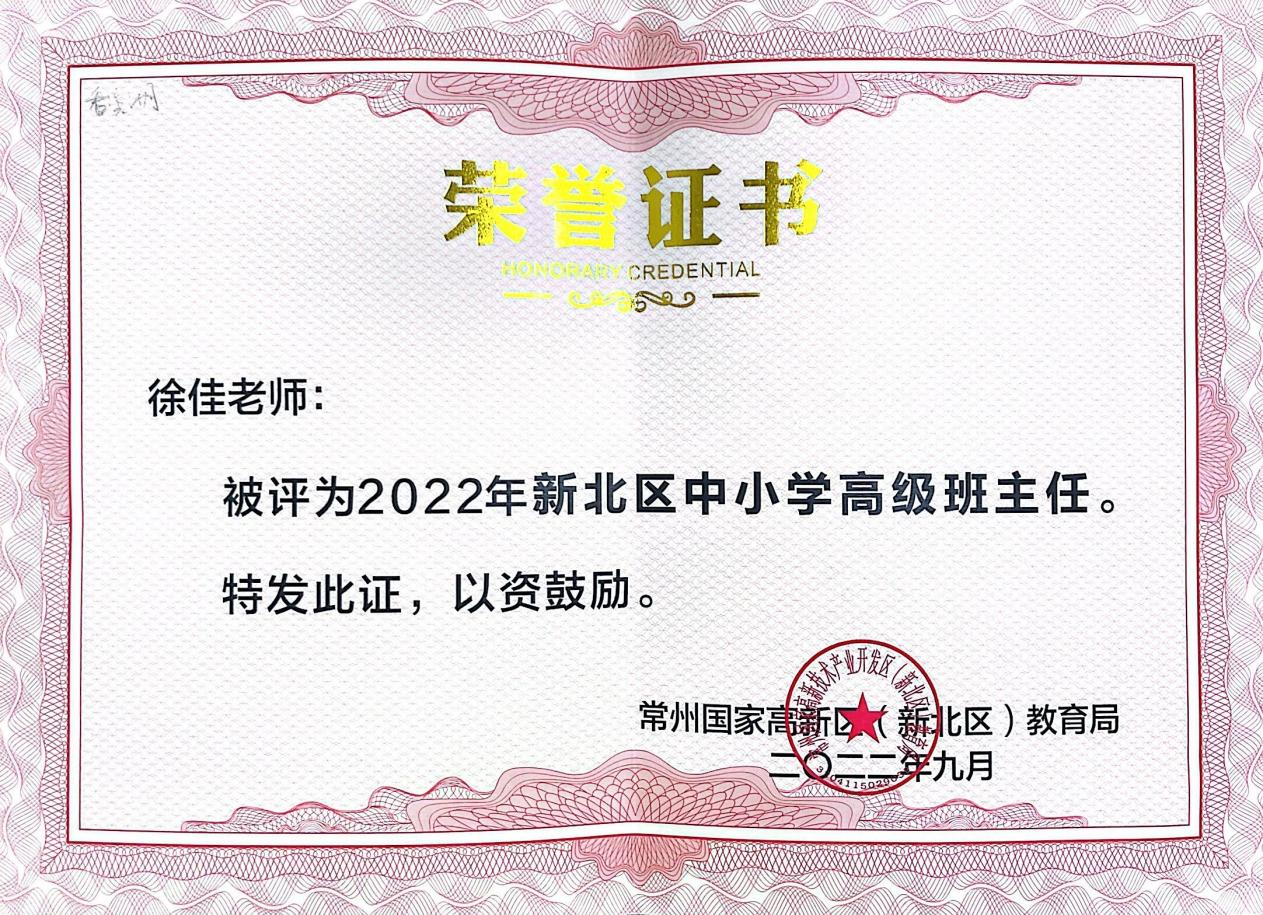 荣誉证书
HONORARY CREDENTIAL
徐佳老师：
被评为2022年新北区中小学高级班主任。
特发此证，以资鼓励。
常州国家高新区（新北区）教育局
二〇二二年九月